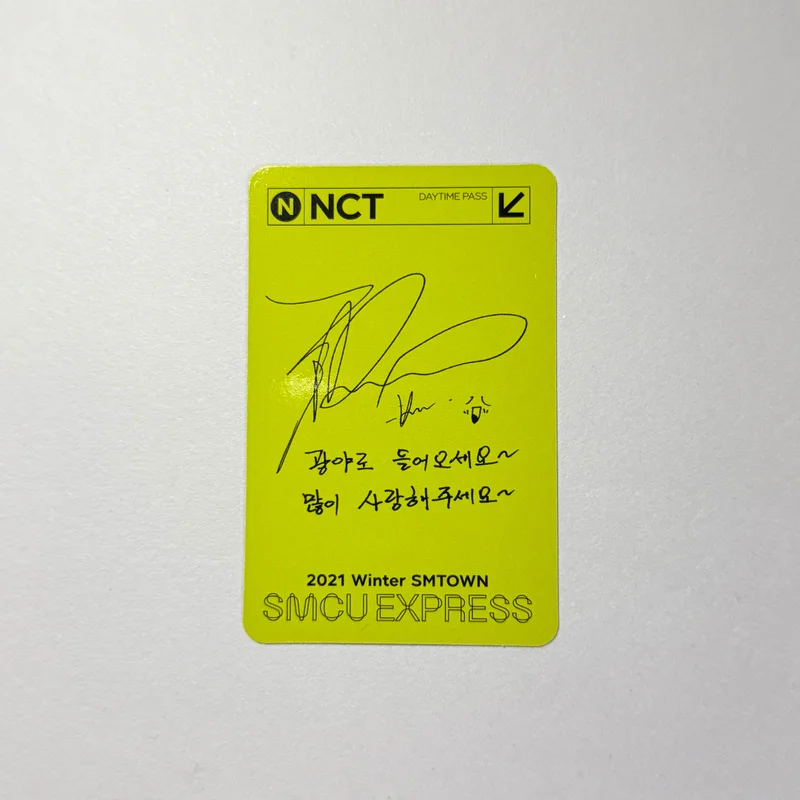 N NCT DAYTIME PASS
광야로 들어오세요~
많이 사랑해주세요~
2021 Winter SMTOWN
SMCU EXPRESS